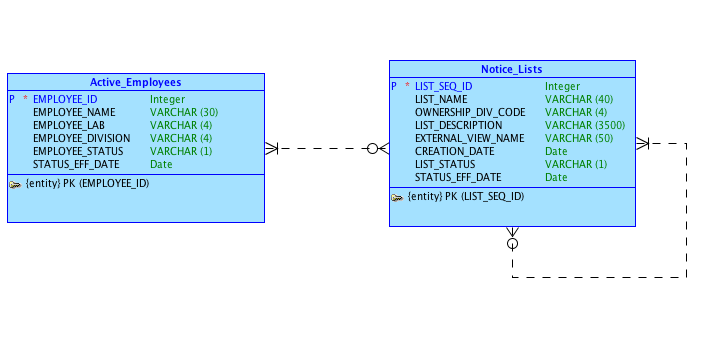 Active_Employees
P * EMPLOYEE_ID Integer
EMPLOYEE_NAME VARCHAR (30)
EMPLOYEE_LAB VARCHAR (4)
EMPLOYEE_DIVISION VARCHAR (4)
EMPLOYEE_STATUS VARCHAR (1)
STATUS_EFF_DATE Date
{entity} PK (EMPLOYEE_ID)
Notice_Lists
P * LIST_SEQ_ID Integer
LIST_NAME VARCHAR (40)
OWNERSHIP_DIV_CODE VARCHAR (4)
LIST_DESCRIPTION VARCHAR (3500)
EXTERNAL_VIEW_NAME VARCHAR (50)
CREATION_DATE Date
LIST_STATUS VARCHAR (1)
STATUS_EFF_DATE Date
{entity} PK (LIST_SEQ_ID)